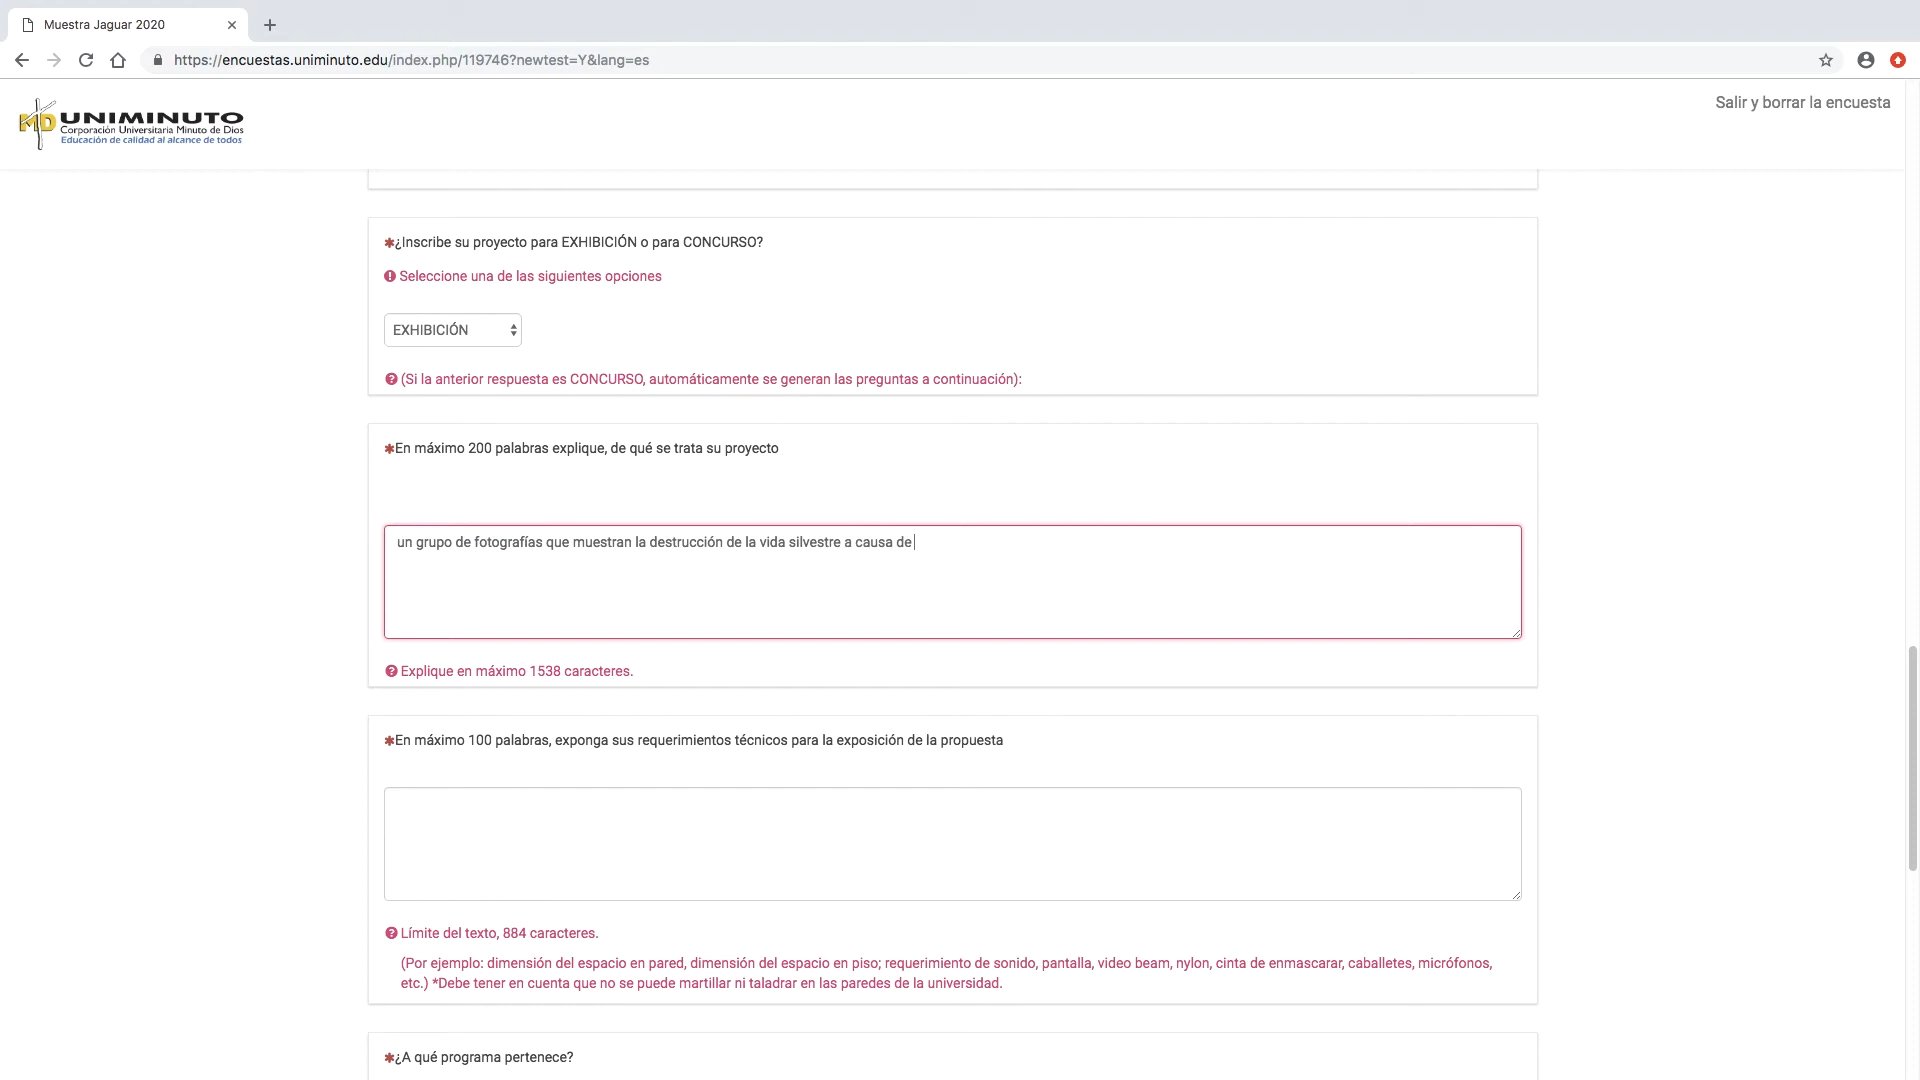 Muestra Jaguar 2020
https://encuestas.uniminuto.edu/index.php/119746?newtest=Y&lang=es
MD UNIMINUTO
Corporación Universitaria Minuto de Dios
Educación de calidad al alcance de todos
Salir y borrar la encuesta
✱¿Inscribe su proyecto para EXHIBICIÓN o para CONCURSO?
Seleccione una de las siguientes opciones
EXHIBICIÓN
(Si la anterior respuesta es CONCURSO, automáticamente se generan las preguntas a continuación):
✱En máximo 200 palabras explique, de qué se trata su proyecto
un grupo de fotografías que muestran la destrucción de la vida silvestre a causa de
Explique en máximo 1538 caracteres.
✱En máximo 100 palabras, exponga sus requerimientos técnicos para la exposición de la propuesta
Límite del texto, 884 caracteres.
(Por ejemplo: dimensión del espacio en pared, dimensión del espacio en piso; requerimiento de sonido, pantalla, video beam, nylon, cinta de enmascarar, caballetes, micrófonos,
etc.) *Debe tener en cuenta que no se puede martillar ni taladrar en las paredes de la universidad.
✱¿A qué programa pertenece?